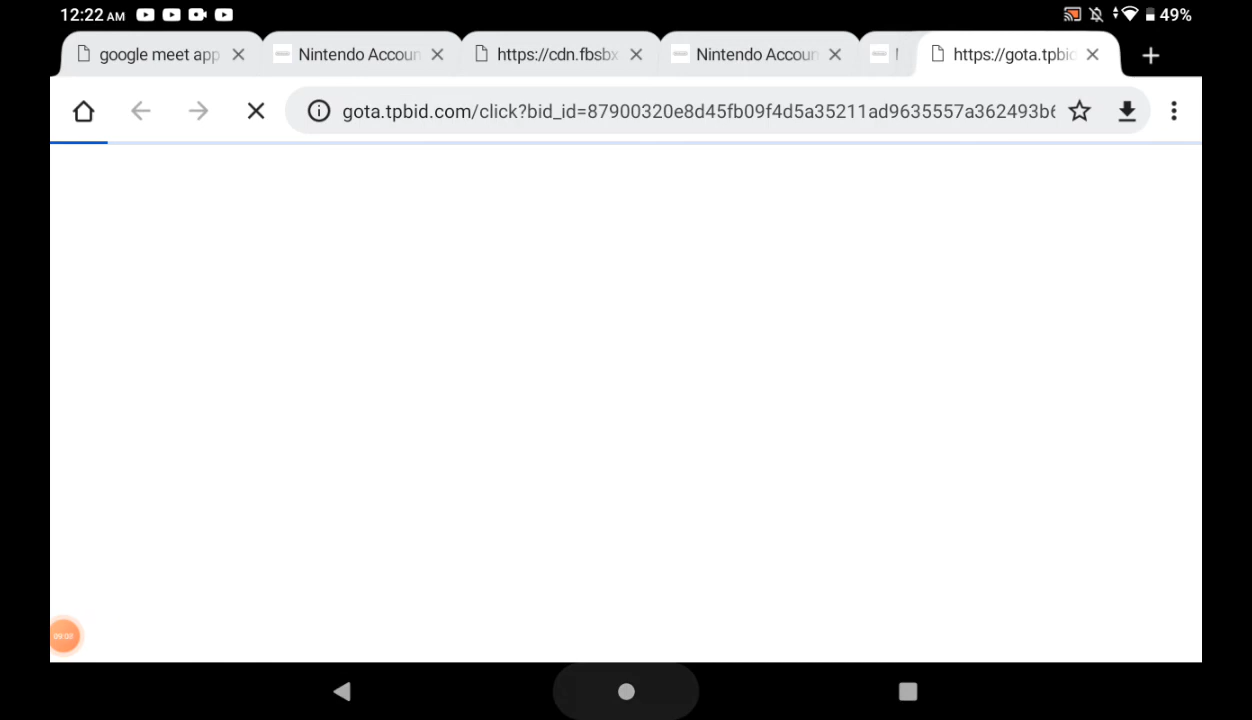 12:22 AM 49%
google meet app Nintendo Accoun https://cdn.fbsbx Nintendo Accoun https://gota.tpbid
gota.tpbid.com/click?bid_id=87900320e8d45fb09f4d5a35211ad9635557a362493b6